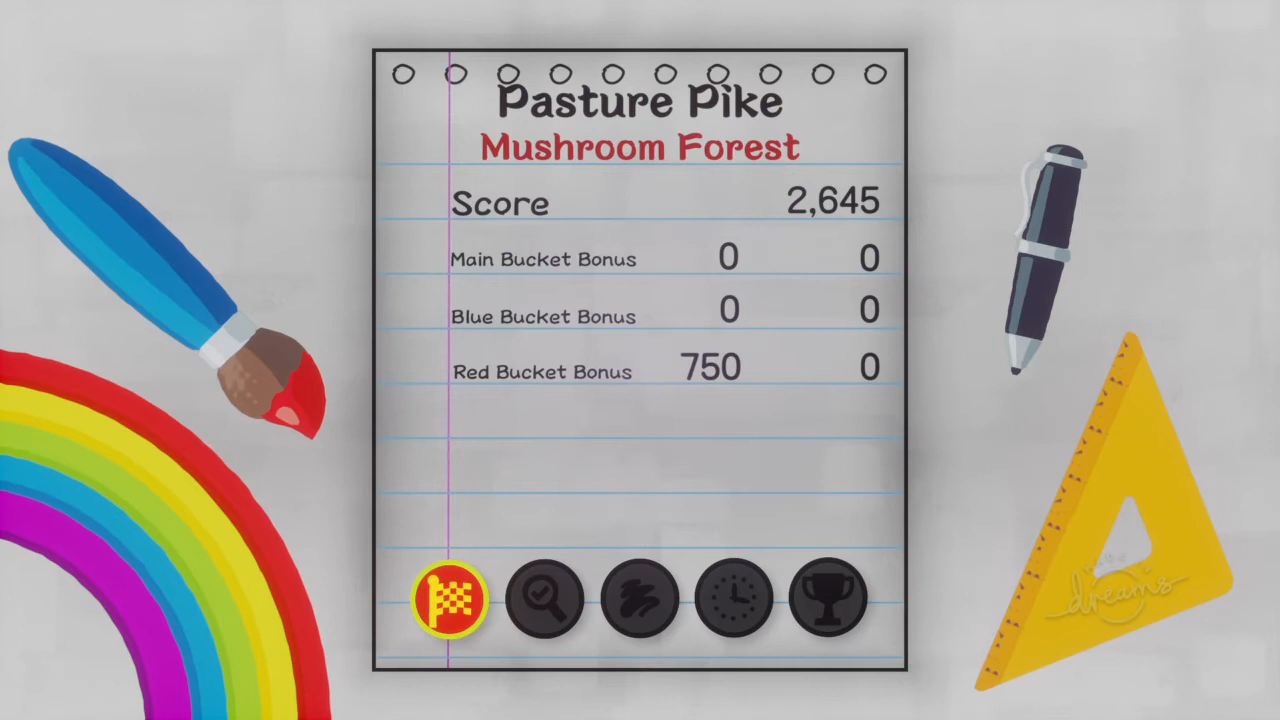 Pasture Pike
Mushroom Forest
Score 2,645
Main Bucket Bonus 0 0
Blue Bucket Bonus 0 0
Red Bucket Bonus 750 0
dreams